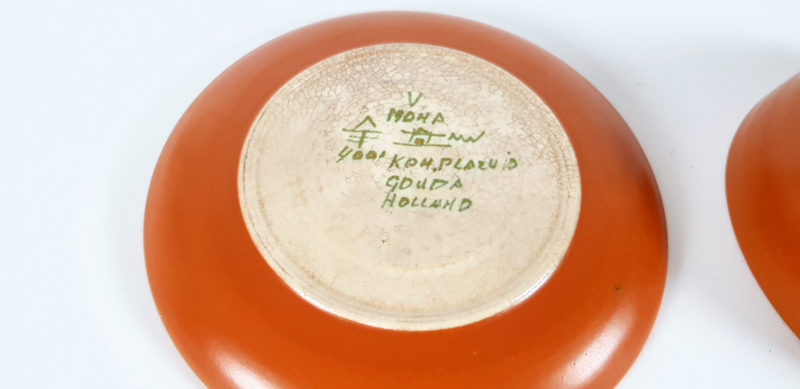 V
MONA
4001 KON. PLAZUID
GOUDA
HOLLAND